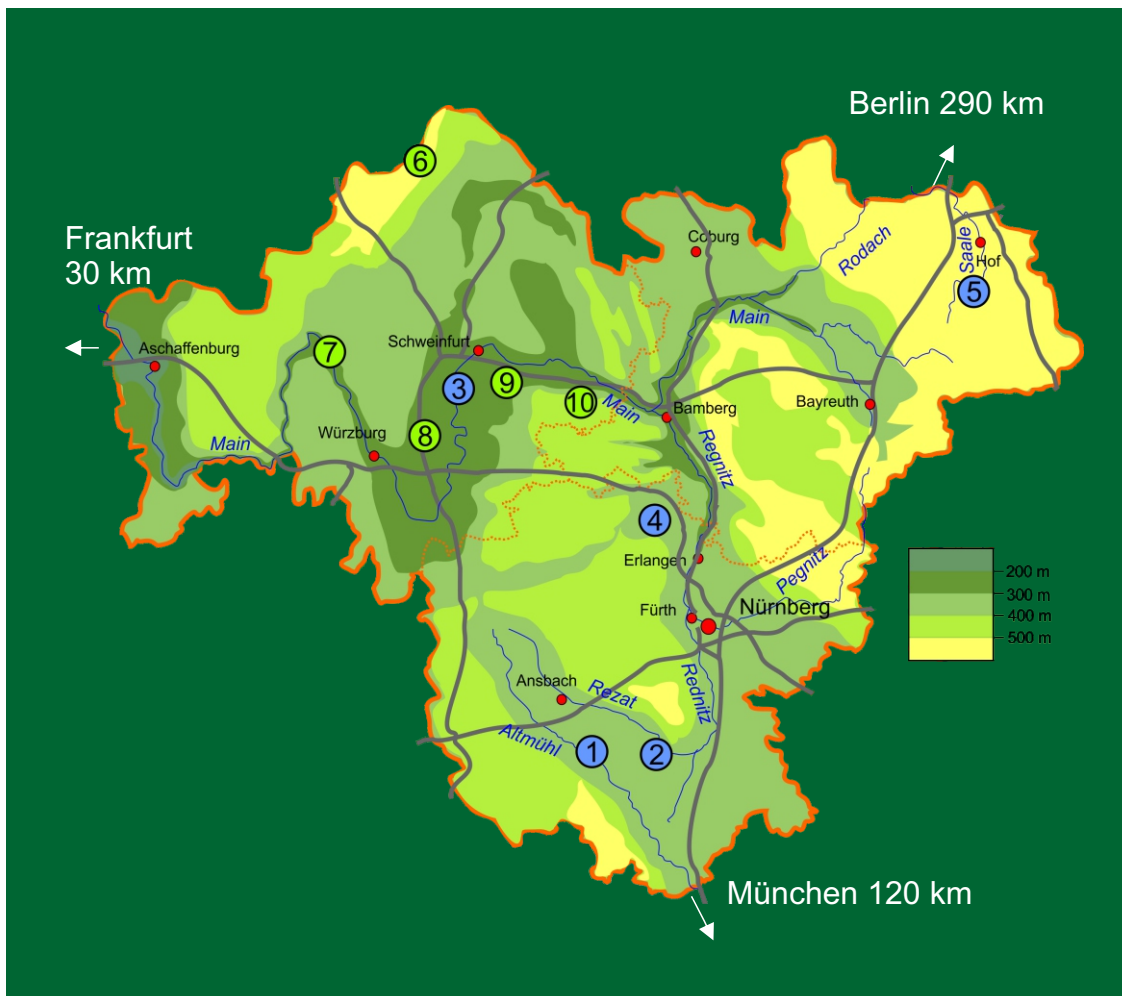 Berlin 290 km
6
Frankfurt
30 km
Coburg
Rodach
Saale
Hof
5
Main
Schweinfurt
Aschaffenburg
7
3
9
10
Main
Bamberg
Bayreuth
Main
Würzburg
8
Regnitz
4
Erlangen
Pegnitz
200 m
300 m
400 m
500 m
Fürth
Nürnberg
Ansbach
Rezat
Rednitz
Altmühl
1
2
München 120 km